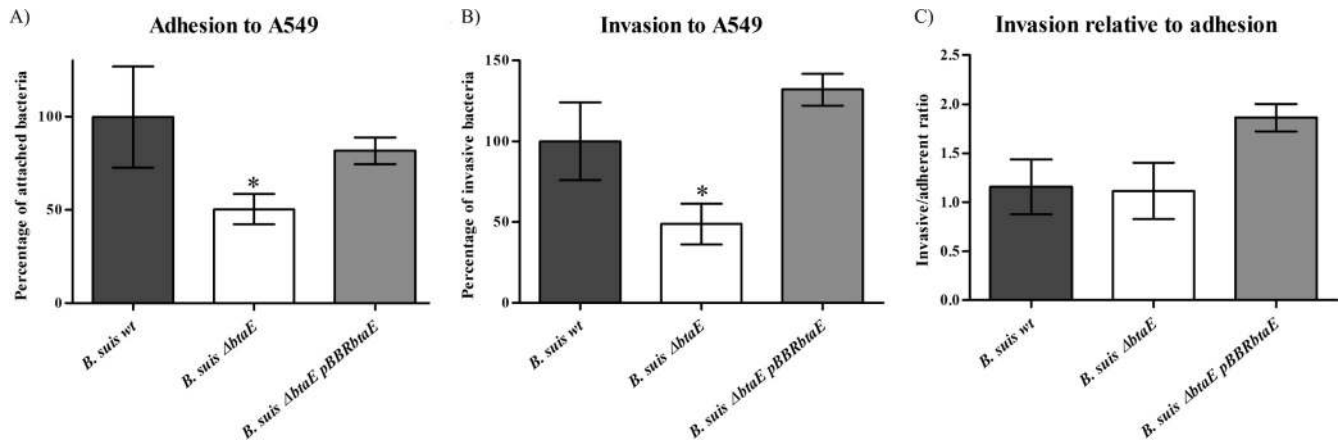 A)
Adhesion to A549
Percentage of attached bacteria
100
50
0
*
B. suis wt
B. suis ΔbtaE
B. suis ΔbtaE pBBRbtaE
B)
Invasion to A549
Percentage of invasive bacteria
150
100
50
0
*
B. suis wt
B. suis ΔbtaE
B. suis ΔbtaE pBBRbtaE
C)
Invasion relative to adhesion
Invasive/adherent ratio
2.5
2.0
1.5
1.0
0.5
0.0
B. suis wt
B. suis ΔbtaE
B. suis ΔbtaE pBBRbtaE